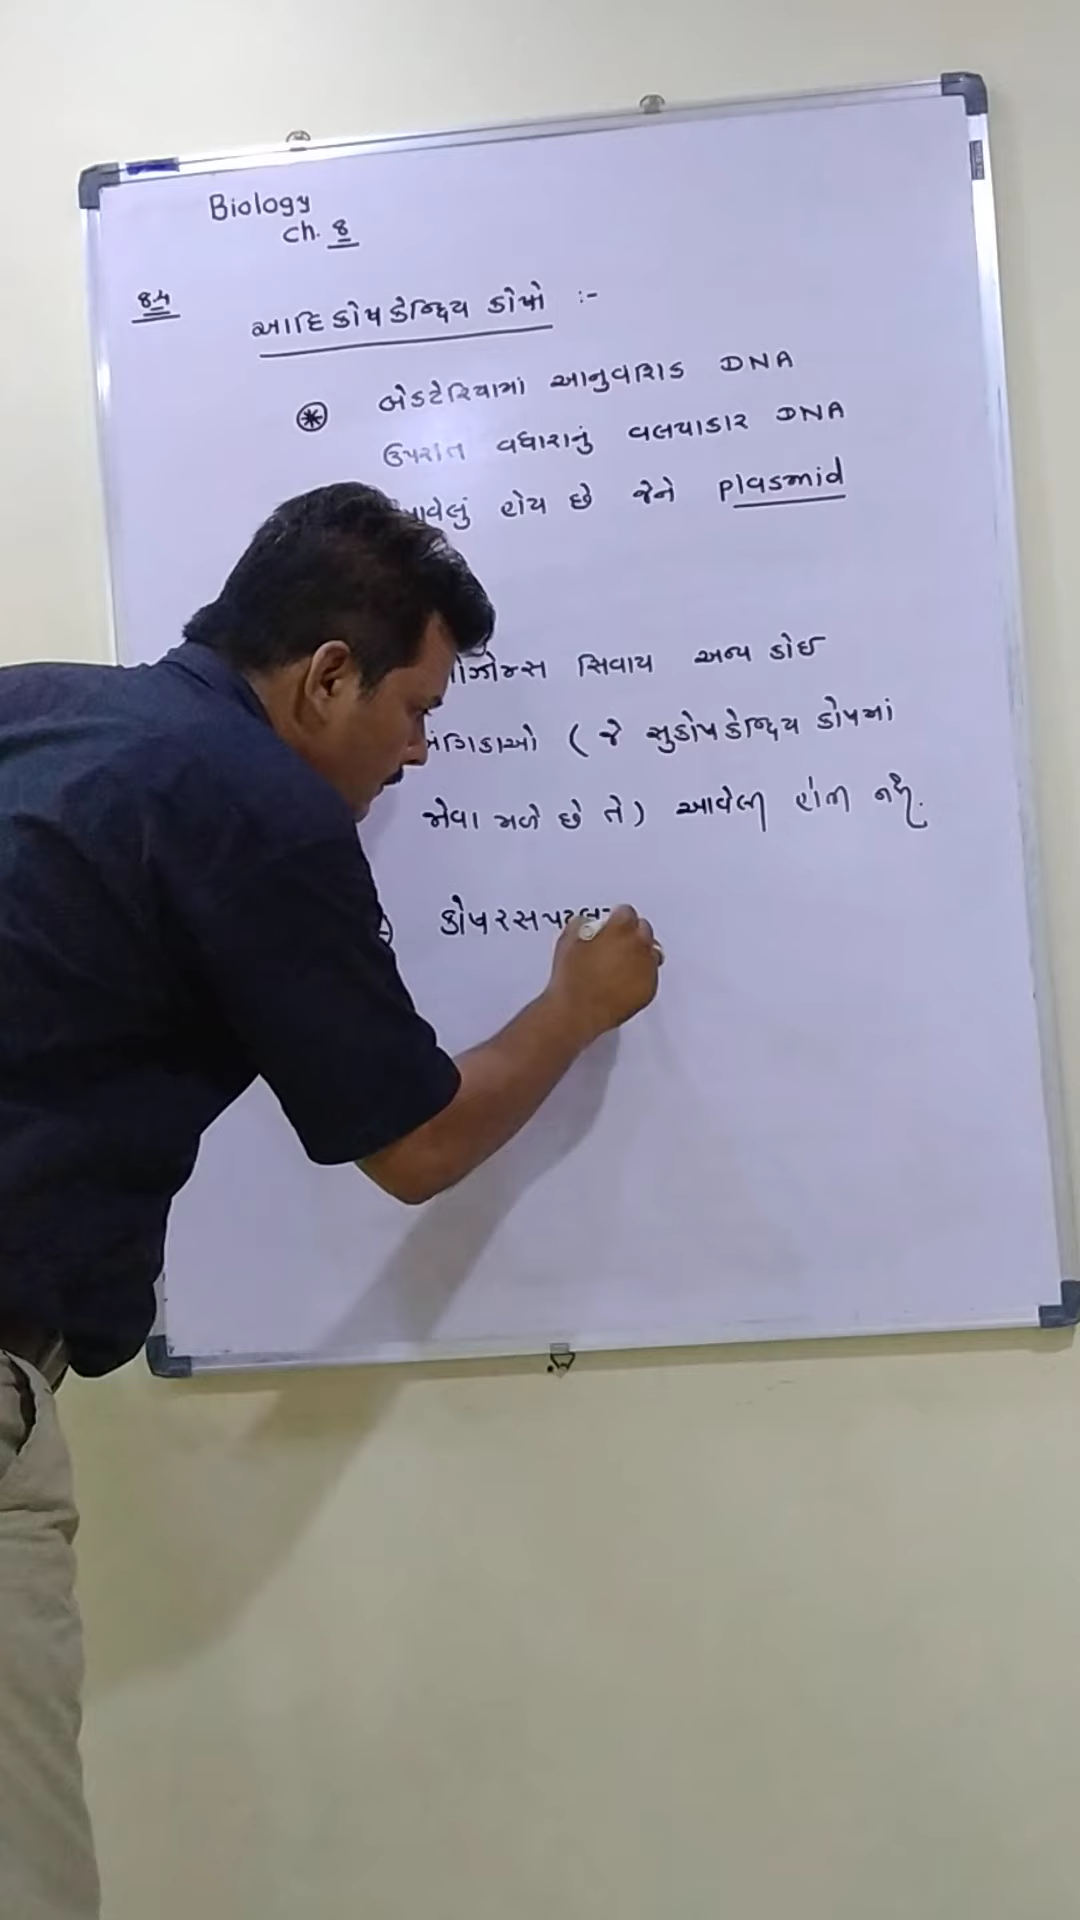 Biology
ch. 8
8.4
આદિકોષકેન્દ્રિય કોષો :-
બેકટેરિયામાં આનુવંશિક DNA
ઉપરાંત વધારાનું વલયાકાર DNA
આવેલું હોય છે જેને plasmid
સિવાય અન્ય કોઈ
અંગિકાઓ ( જે સુકોષકેન્દ્રિય કોષમાં
જોવા મળે છે તે ) આવેલી હોતી નથી.
કોષરસપટલ